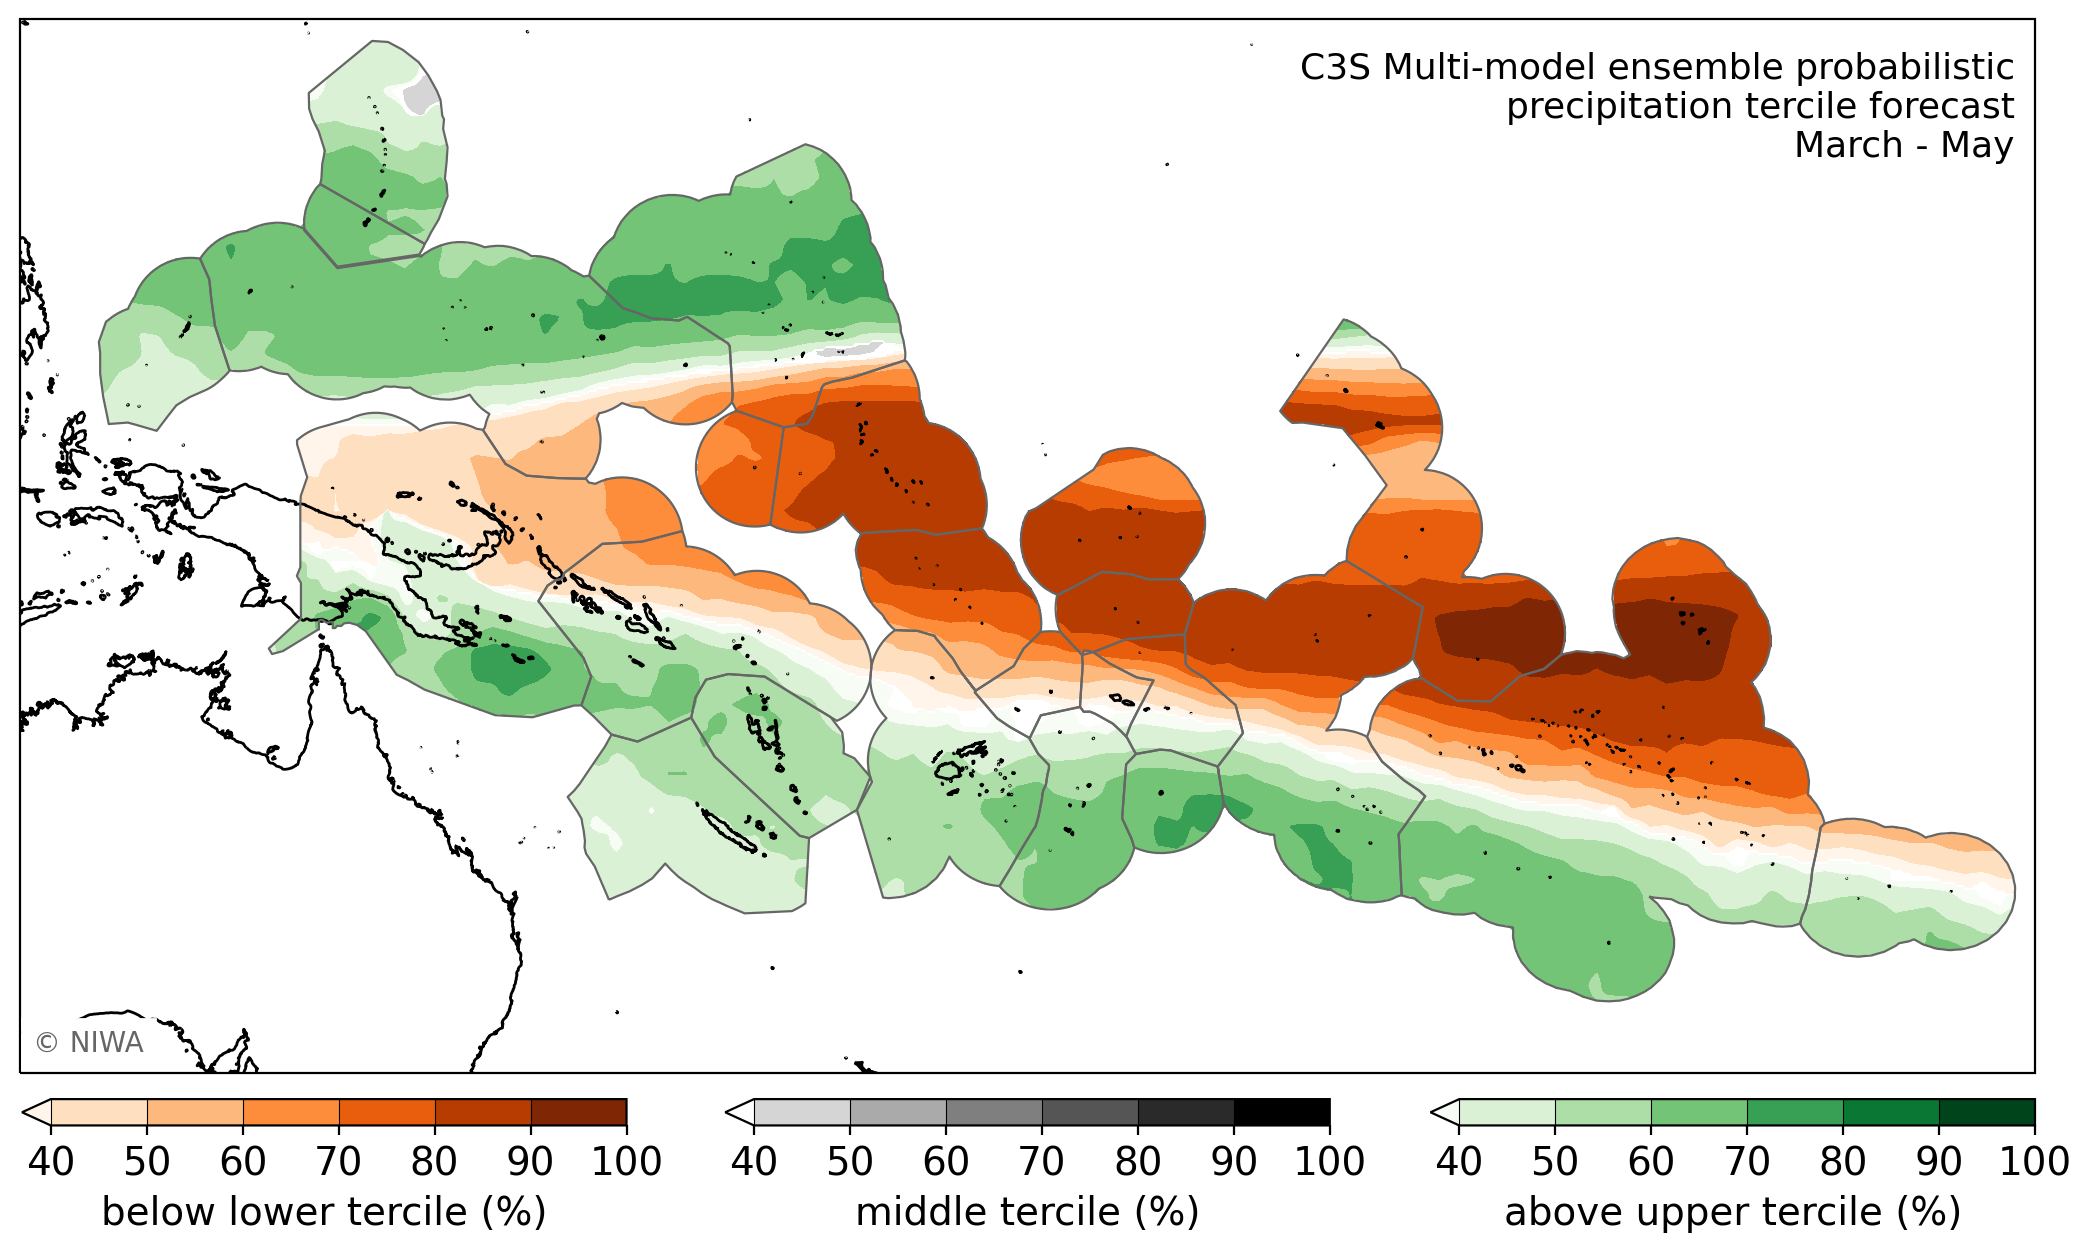 C3S Multi-model ensemble probabilistic
precipitation tercile forecast
March - May
© NIWA
40 50 60 70 80 90 100
below lower tercile (%)
40 50 60 70 80 90 100
middle tercile (%)
40 50 60 70 80 90 100
above upper tercile (%)